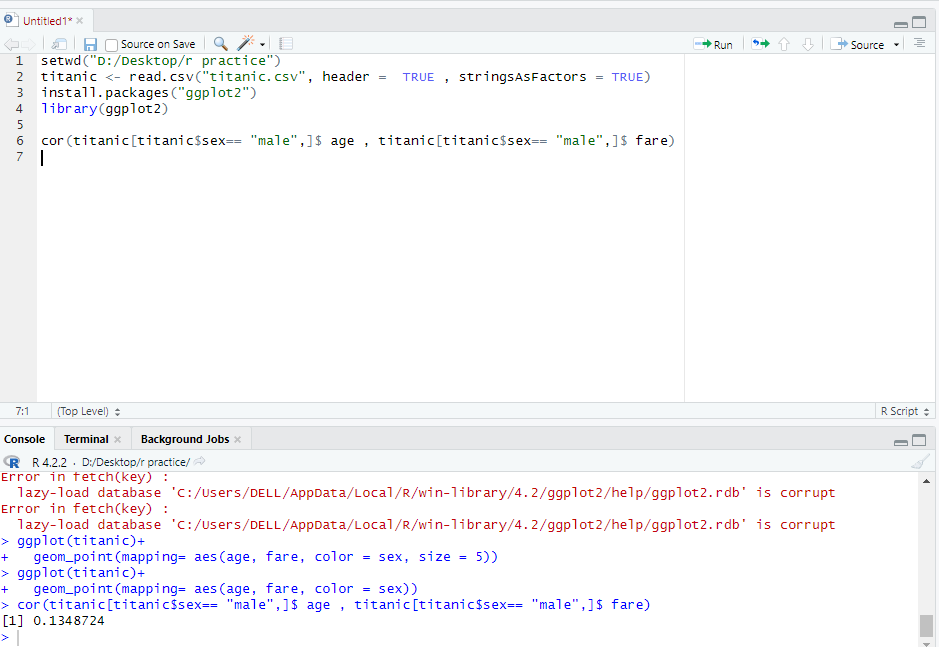 Untitled1*
Source on Save
Run
Source
1 setwd("D:/Desktop/r practice")
2 titanic <- read.csv("titanic.csv", header =  TRUE , stringsAsFactors = TRUE)
3 install.packages("ggplot2")
4 library(ggplot2)
5
6 cor(titanic[titanic$sex== "male",]$ age , titanic[titanic$sex== "male",]$ fare)
7
7:1 (Top Level) R Script
Console Terminal Background Jobs
R R 4.2.2 · D:/Desktop/r practice/
Error in fetch(key) :
  lazy-load database 'C:/Users/DELL/AppData/Local/R/win-library/4.2/ggplot2/help/ggplot2.rdb' is corrupt
Error in fetch(key) :
  lazy-load database 'C:/Users/DELL/AppData/Local/R/win-library/4.2/ggplot2/help/ggplot2.rdb' is corrupt
> ggplot(titanic)+
+   geom_point(mapping= aes(age, fare, color = sex, size = 5))
> ggplot(titanic)+
+   geom_point(mapping= aes(age, fare, color = sex))
> cor(titanic[titanic$sex== "male",]$ age , titanic[titanic$sex== "male",]$ fare)
[1] 0.1348724
>